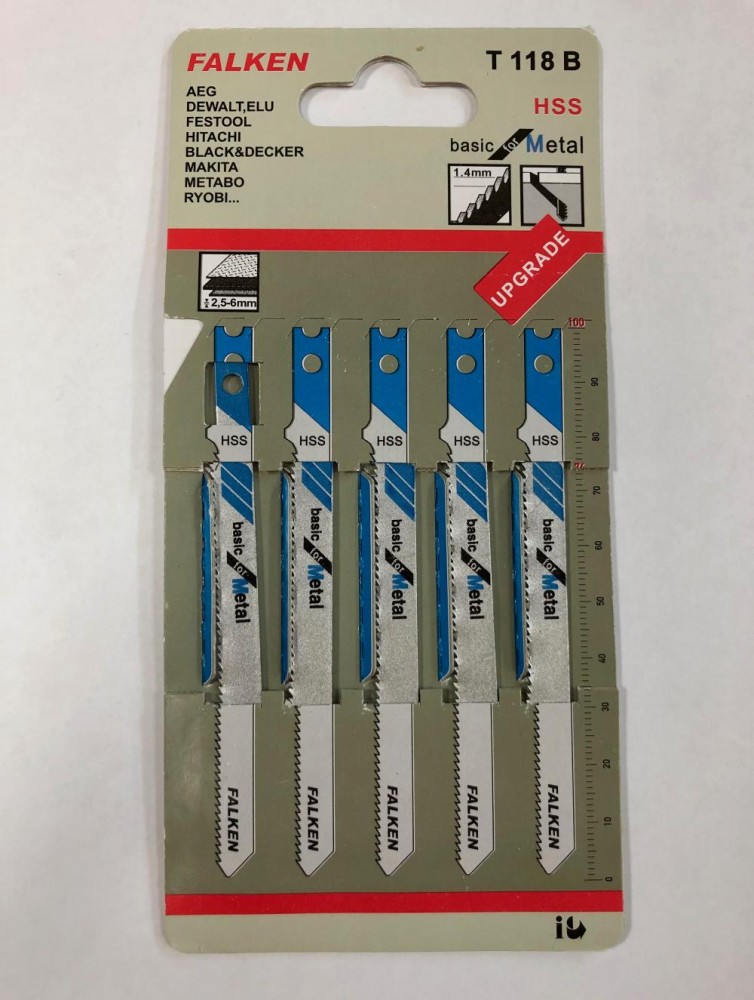 FALKEN
T 118 B
AEG
DEWALT,ELU
FESTOOL
HITACHI
BLACK&DECKER
MAKITA
METABO
RYOBI...
HSS
basic for Metal
1.4mm
UPGRADE
2,5-6mm
HSS
HSS
HSS
HSS
HSS
basic for Metal
basic for Metal
basic for Metal
basic for Metal
basic for Metal
FALKEN
FALKEN
FALKEN
FALKEN
FALKEN
100
90
80
70
60
50
40
30
20
10
0